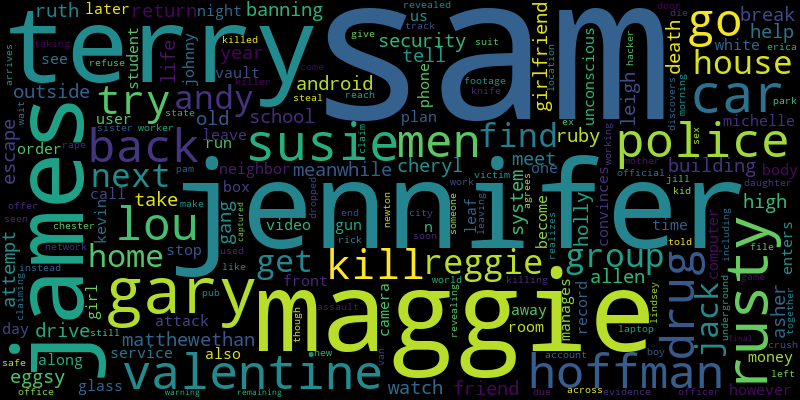 ruth later return night banning us revealed door die
terry sam go break
outside see student life johnny killed year security tell track give suit girlfriend unconscious hacker death white erica help
arrives taking refuse vault android phone reach house
james try andy old school plan knife leigh footage location car
escape user leave ruby discovers morning park
wait sister worker state run susie men find police
order rape back neighbor cheryl meet ex working michelle
next pam meanwhile system one victim convinces mother sex building body
call take box jennifer official jill kid daughter
offer kevin make dropped work agrees holly high
seen lou gang video gun end newton leaf n someone become realizes time told file
attempt chester stop captured rick city soon leaving group computer including enters
claiming network home used like get kill reggie allen drug underground game
instead girl pub front world killing manages record jack asher final together
day drive still gary though assault camera revealing maggie away room lindsey rusty crush
along attack laptop money
eggsy matthewethan van new account boy however left
safe service also valentine hoffman
office glass warning remaining watch friend due across evidence officer
killer steal claim